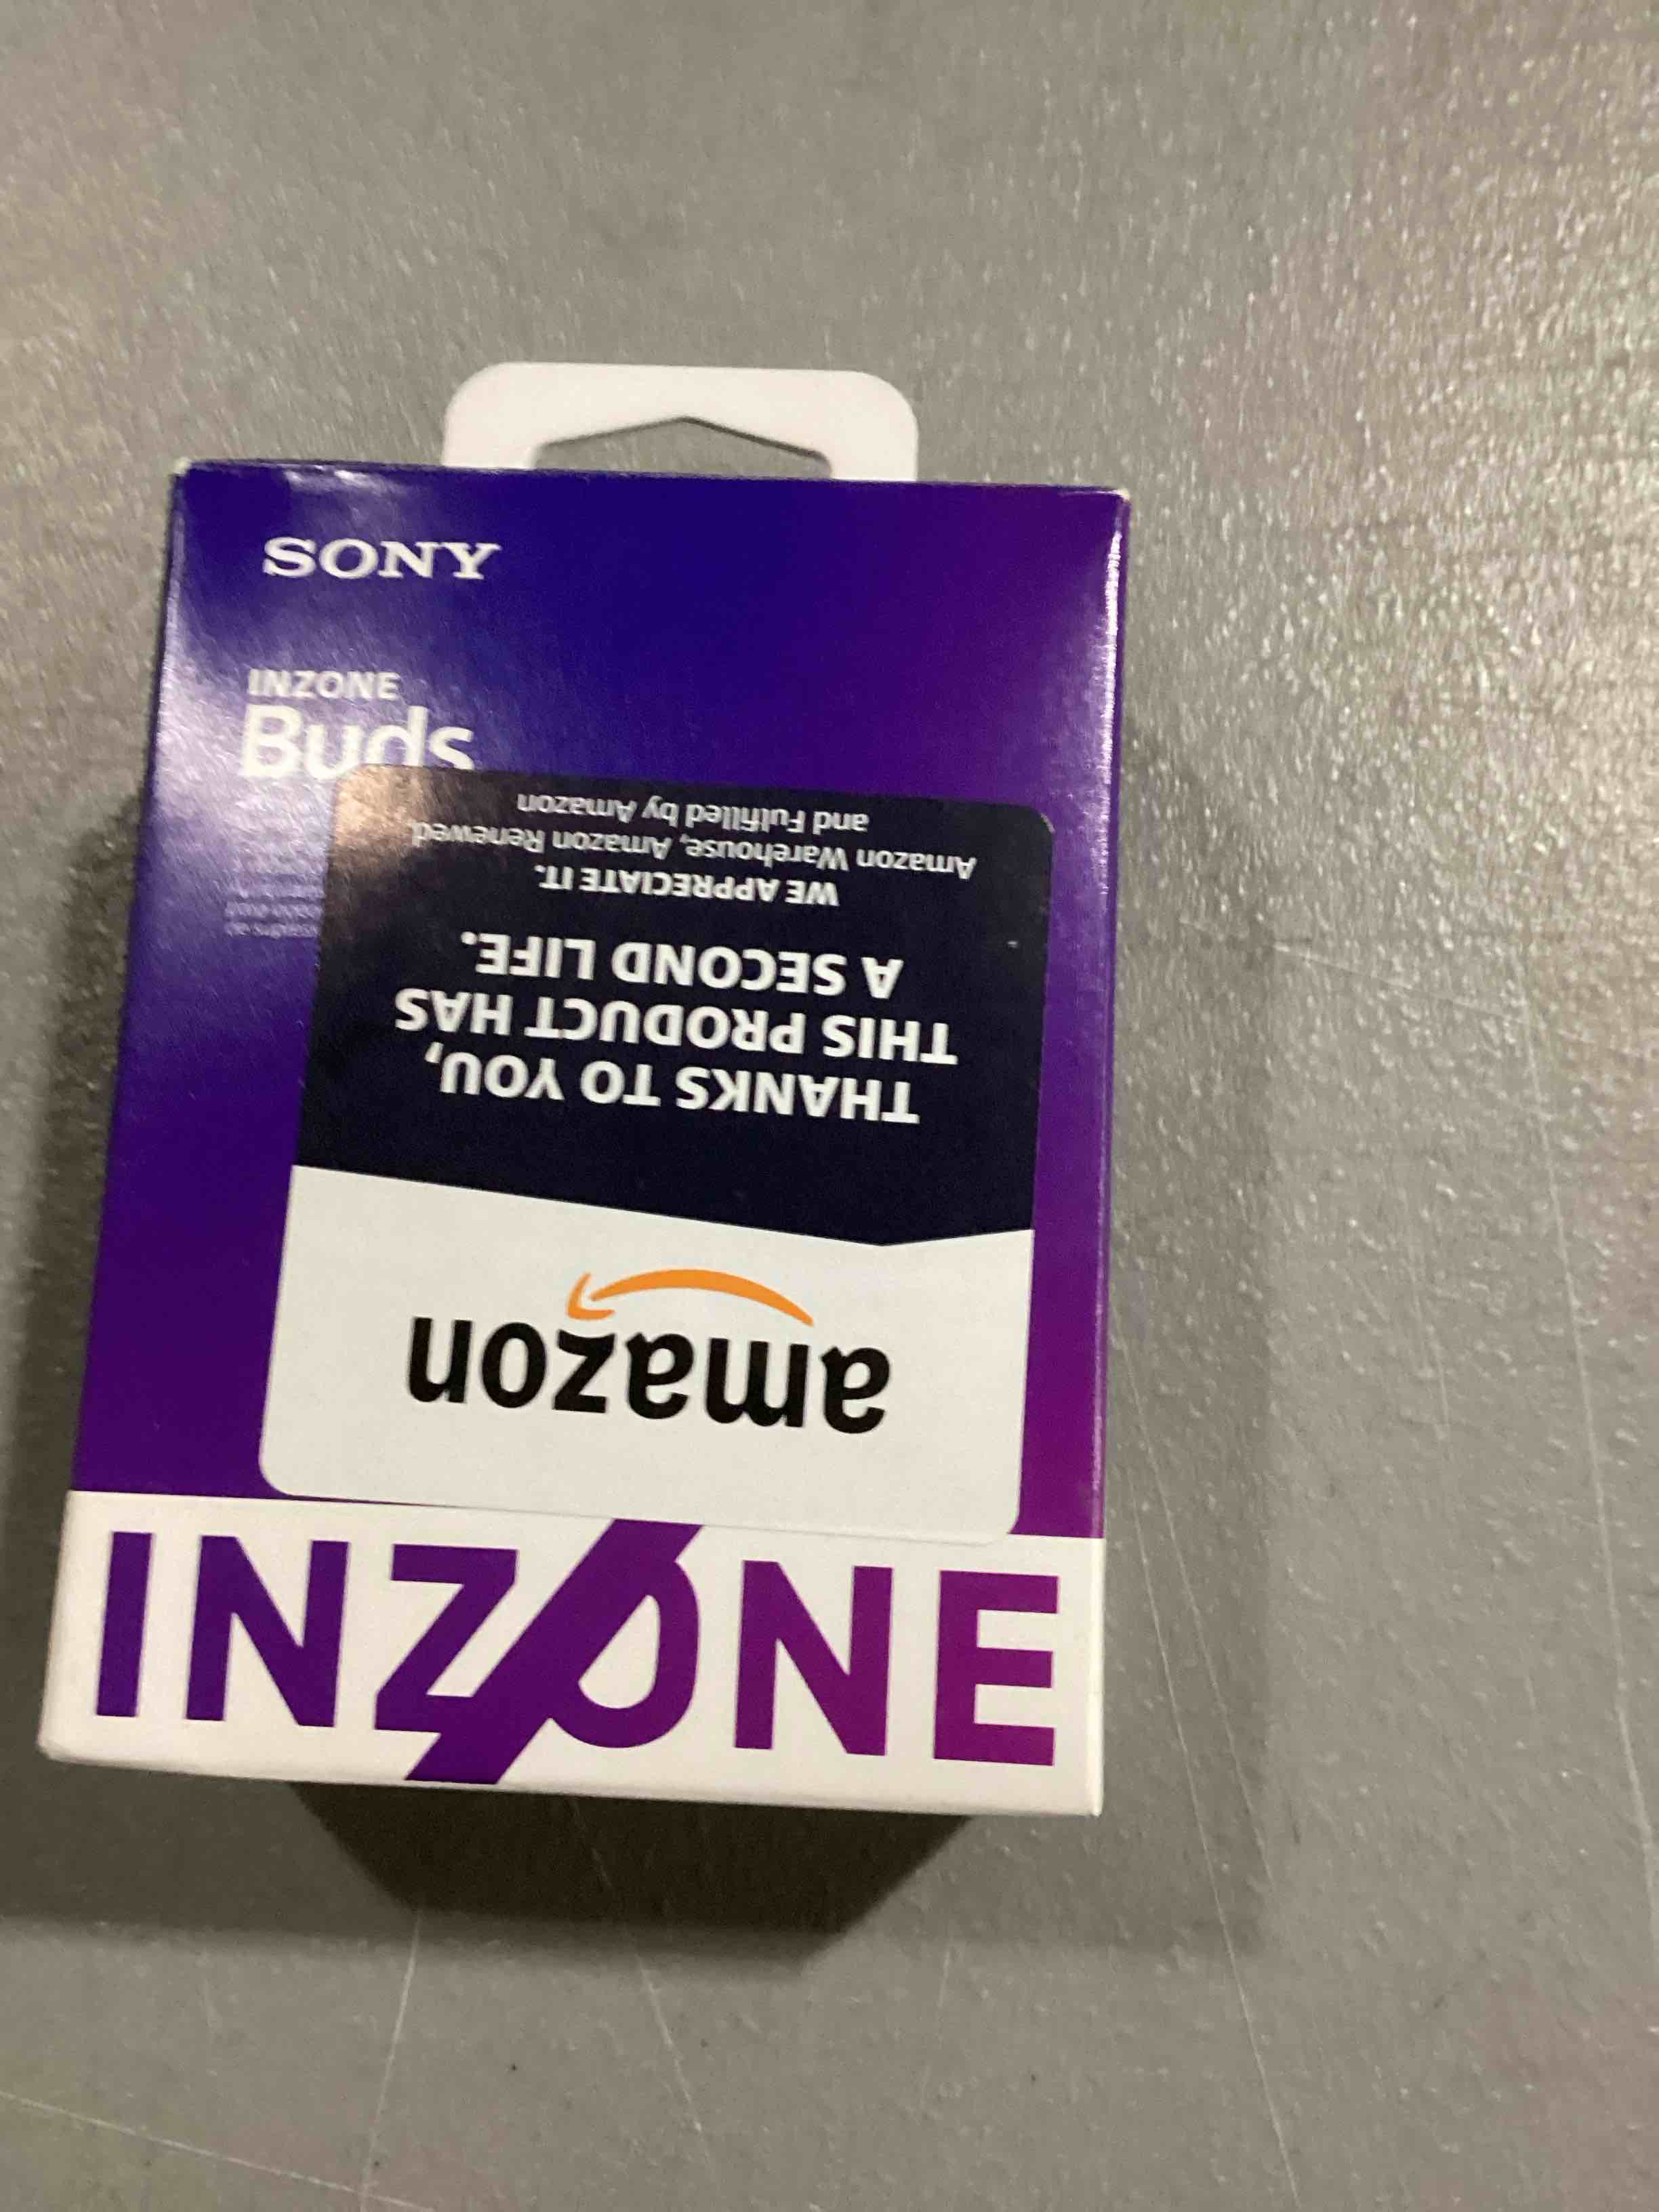 SONY
INZONE
Buds
amazon
THANKS TO YOU,
THIS PRODUCT HAS
A SECOND LIFE.
WE APPRECIATE IT.
Amazon Warehouse, Amazon Renewed,
and Fulfilled by Amazon
INZONE